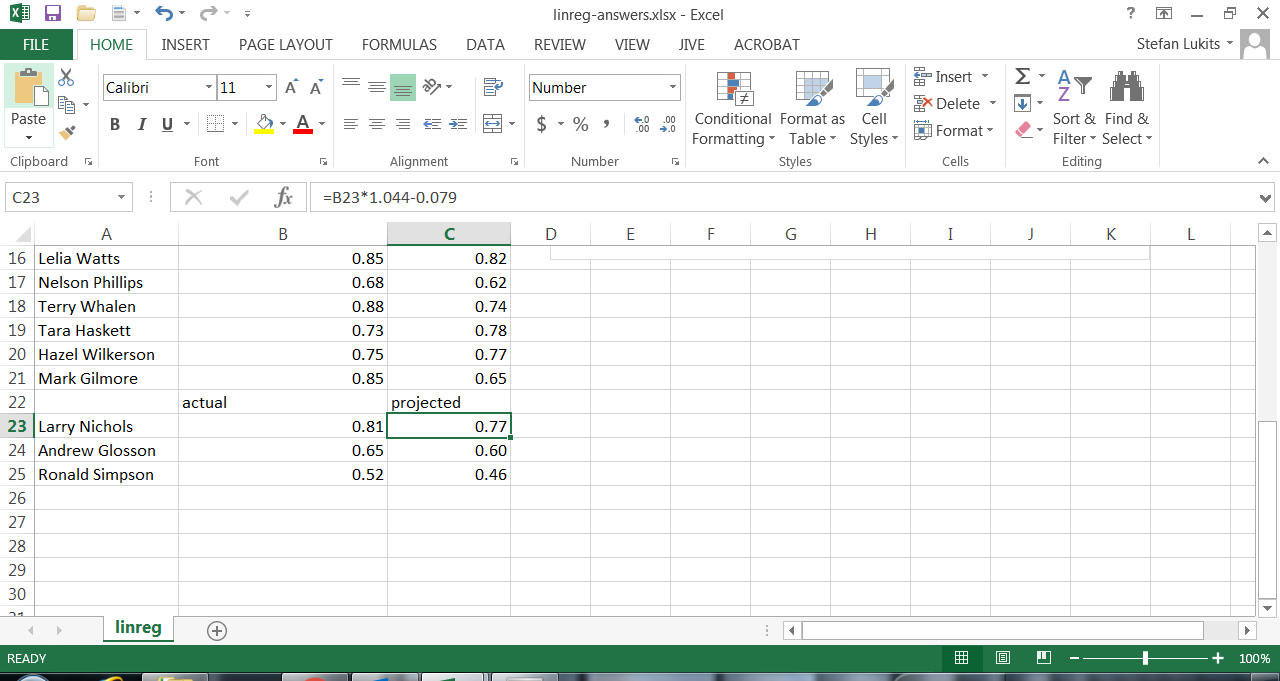 linreg-answers.xlsx - Excel
FILE HOME INSERT PAGE LAYOUT FORMULAS DATA REVIEW VIEW JIVE ACROBAT Stefan Lukits
Paste
Calibri 11
B I U A
Number
$ % ,
Conditional Formatting
Format as Table
Cell Styles
Insert
Delete
Format
Sort & Filter
Find & Select
Clipboard Font Alignment Number Styles Cells Editing
C23 fx =B23*1.044-0.079
A B C D E F G H I J K L
16 Lelia Watts 0.85 0.82
17 Nelson Phillips 0.68 0.62
18 Terry Whalen 0.88 0.74
19 Tara Haskett 0.73 0.78
20 Hazel Wilkerson 0.75 0.77
21 Mark Gilmore 0.85 0.65
22 actual projected
23 Larry Nichols 0.81 0.77
24 Andrew Glosson 0.65 0.60
25 Ronald Simpson 0.52 0.46
26
27
28
29
30
linreg
READY 100%